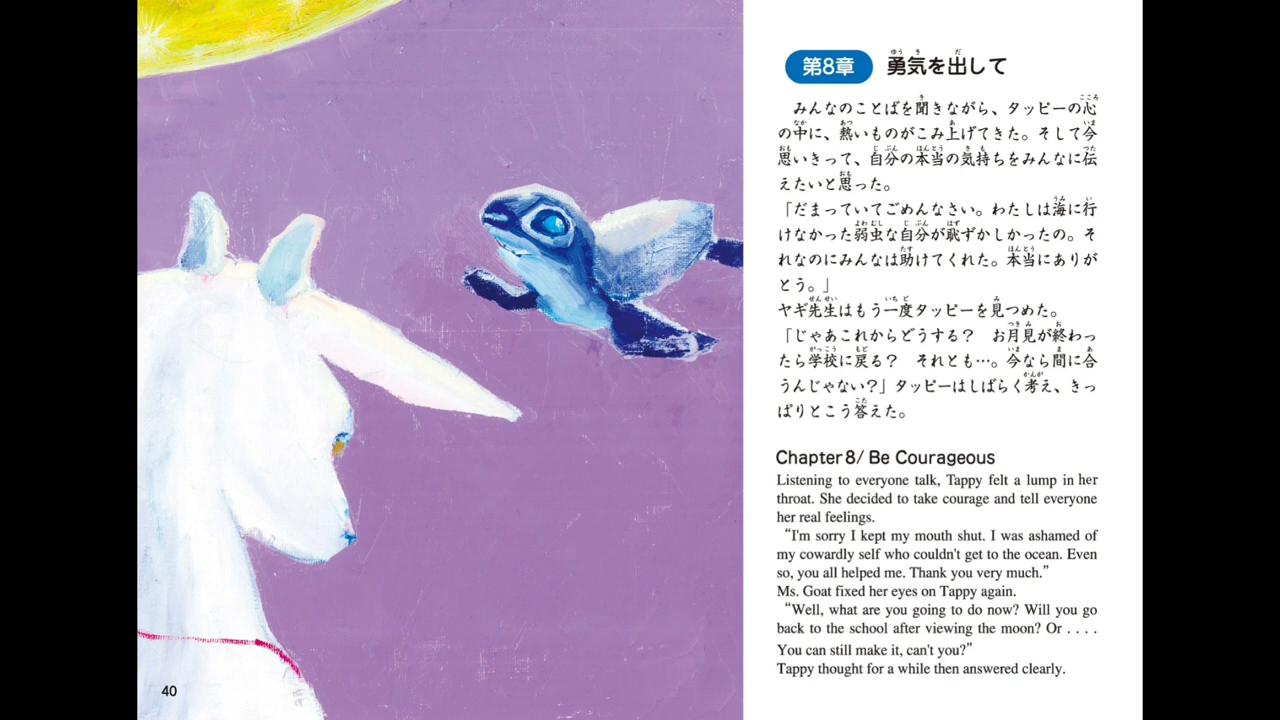 第8章 勇気を出して
みんなのことばを聞きながら、タッピーの心
の中に、熱いものがこみ上げてきた。そして今
思いきって、自分の本当の気持ちをみんなに伝
えたいと思った。
「だまっていてごめんなさい。わたしは海に行
けなかった弱虫な自分が恥ずかしかったの。そ
れなのにみんなは助けてくれた。本当にありが
とう。」
ヤギ先生はもう一度タッピーを見つめた。
「じゃあこれからどうする？　お月見が終わっ
たら学校に戻る？　それとも…。今なら間に合
うんじゃない？」タッピーはしばらく考え、きっ
ぱりとこう答えた。
Chapter 8/ Be Courageous
Listening to everyone talk, Tappy felt a lump in her
throat. She decided to take courage and tell everyone
her real feelings.
“I'm sorry I kept my mouth shut. I was ashamed of
my cowardly self who couldn't get to the ocean. Even
so, you all helped me. Thank you very much.”
Ms. Goat fixed her eyes on Tappy again.
“Well, what are you going to do now? Will you go
back to the school after viewing the moon? Or . . . .
You can still make it, can't you?”
Tappy thought for a while then answered clearly.
40